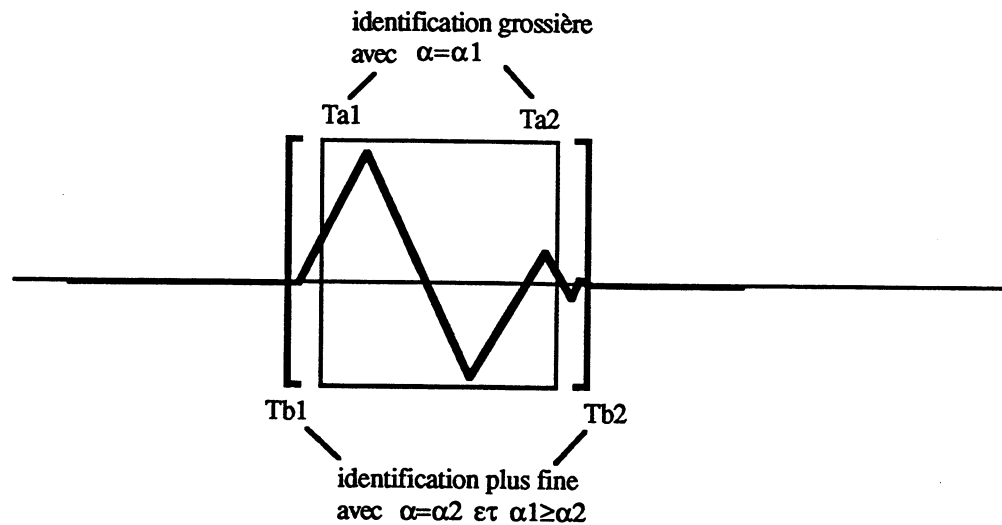 identification grossière
avec α=α1
Ta1 Ta2
Tb1 Tb2
identification plus fine
avec α=α2 ετ α1≥α2